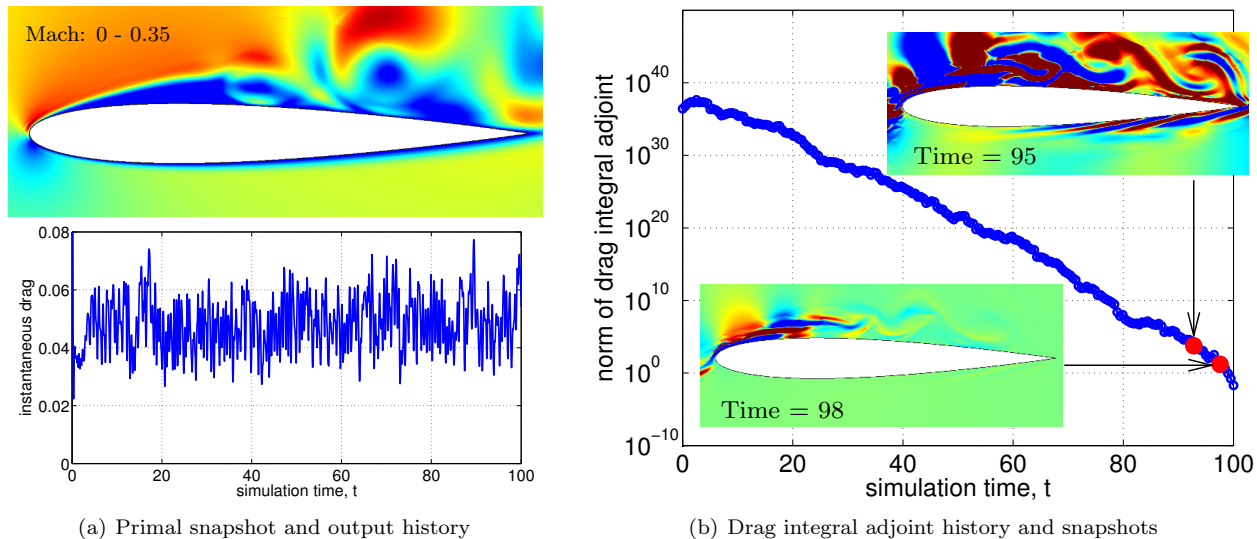 Mach: 0 - 0.35
0.08
0.06
0.04
0.02
0
0
20
40
60
80
100
instantaneous drag
simulation time, t
(a) Primal snapshot and output history
10^40
10^30
10^20
10^10
10^0
10^−10
0
20
40
60
80
100
norm of drag integral adjoint
simulation time, t
Time = 95
Time = 98
(b) Drag integral adjoint history and snapshots